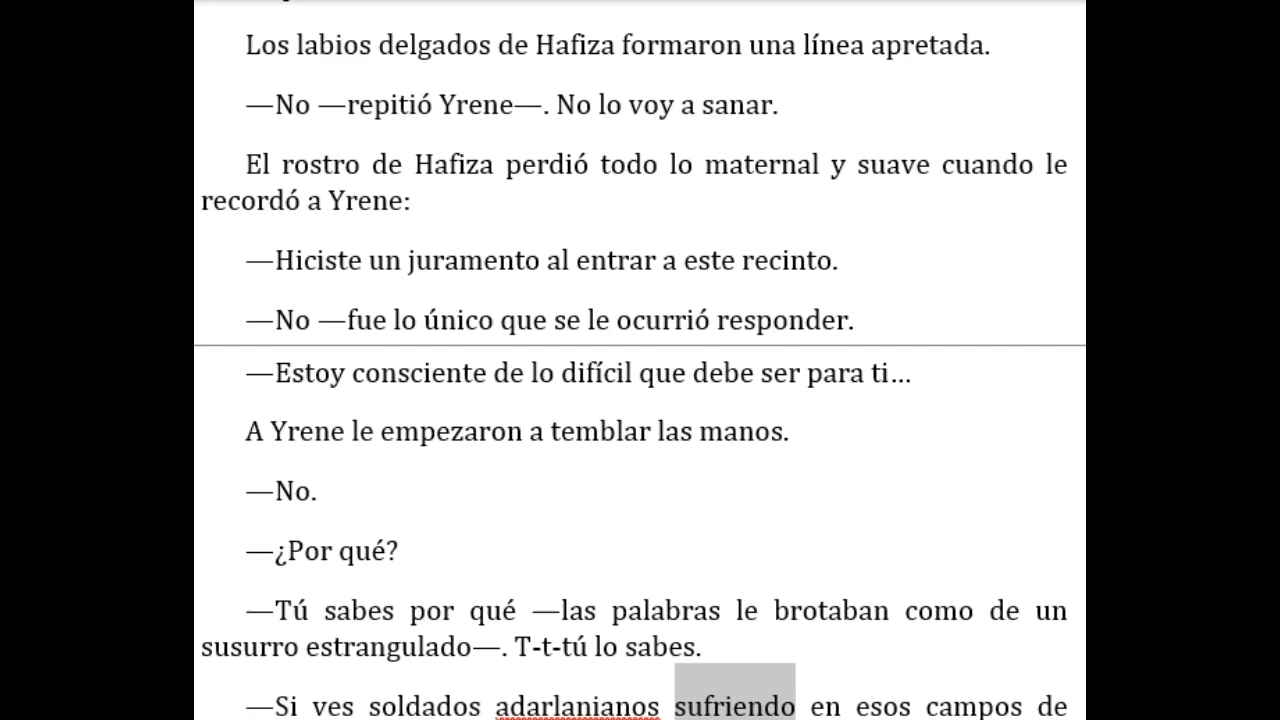 Los labios delgados de Hafiza formaron una línea apretada.
—No —repitió Yrene—. No lo voy a sanar.
El rostro de Hafiza perdió todo lo maternal y suave cuando le
recordó a Yrene:
—Hiciste un juramento al entrar a este recinto.
—No —fue lo único que se le ocurrió responder.
—Estoy consciente de lo difícil que debe ser para ti…
A Yrene le empezaron a temblar las manos.
—No.
—¿Por qué?
—Tú sabes por qué —las palabras le brotaban como de un
susurro estrangulado—. T-t-tú lo sabes.
—Si ves soldados adarlanianos sufriendo en esos campos de